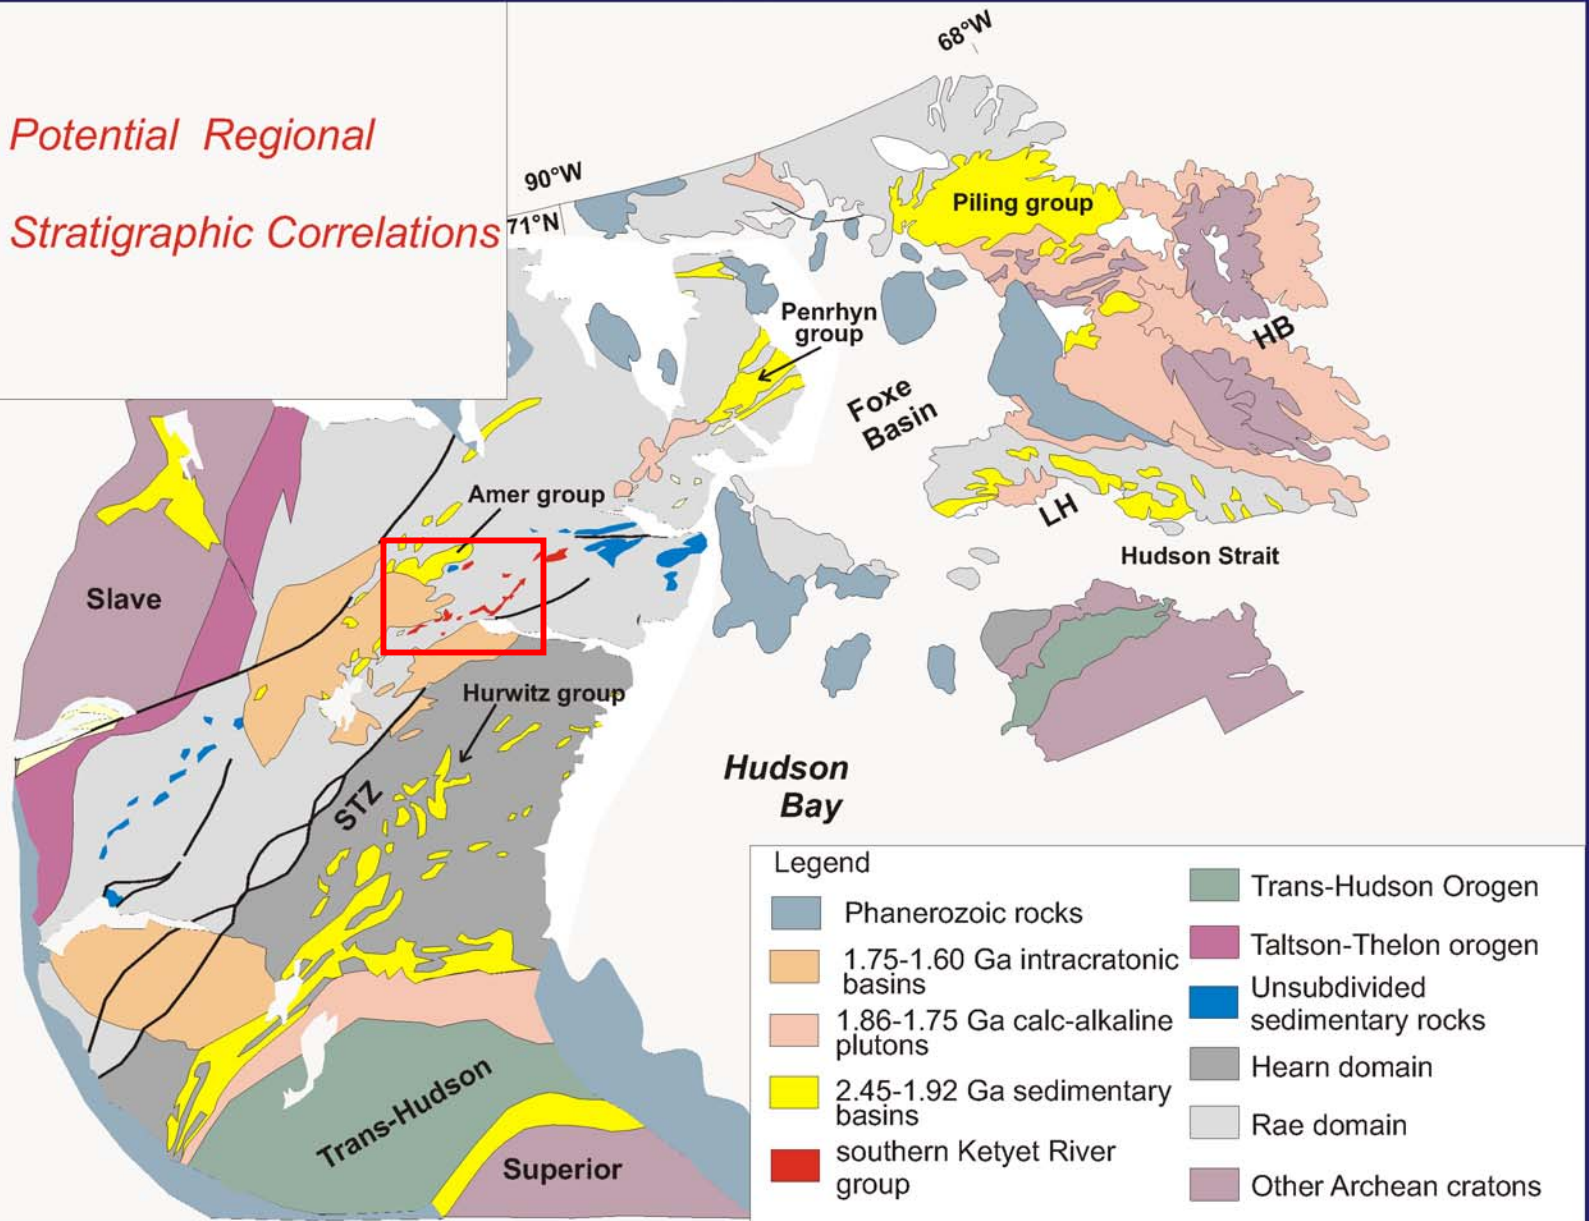 Potential Regional
Stratigraphic Correlations
68°W
90°W
71°N
Piling group
Penrhyn
group
HB
Foxe
Basin
Amer group
LH
Hudson Strait
Slave
Hurwitz group
STZ
Hudson
Bay
Trans-Hudson
Superior
Legend
Phanerozoic rocks
1.75-1.60 Ga intracratonic
basins
1.86-1.75 Ga calc-alkaline
plutons
2.45-1.92 Ga sedimentary
basins
southern Ketyet River
group
Trans-Hudson Orogen
Taltson-Thelon orogen
Unsubdivided
sedimentary rocks
Hearn domain
Rae domain
Other Archean cratons